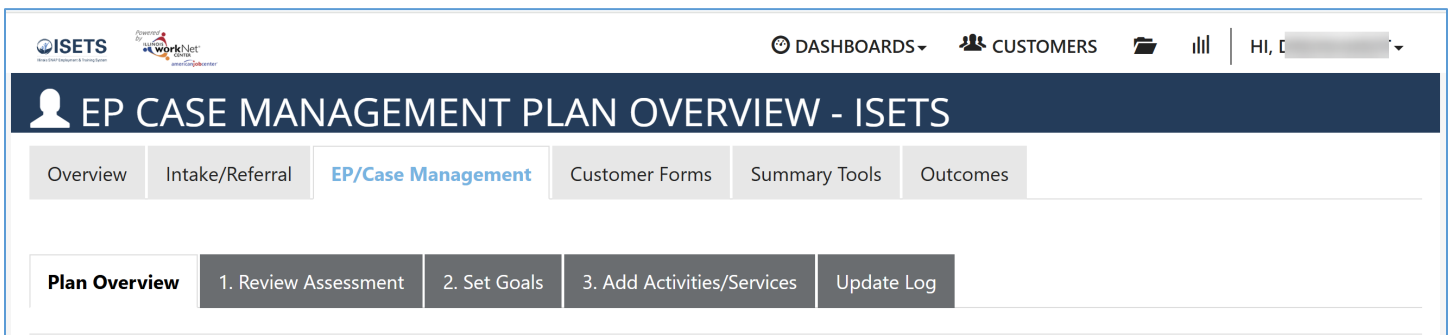 ISETS
Illinois SNAP Employment & Training System
Powered by
ILLINOIS workNet CENTER
americanjobcenter
DASHBOARDS
CUSTOMERS
HI,
EP CASE MANAGEMENT PLAN OVERVIEW - ISETS
Overview Intake/Referral EP/Case Management Customer Forms Summary Tools Outcomes
Plan Overview 1. Review Assessment 2. Set Goals 3. Add Activities/Services Update Log